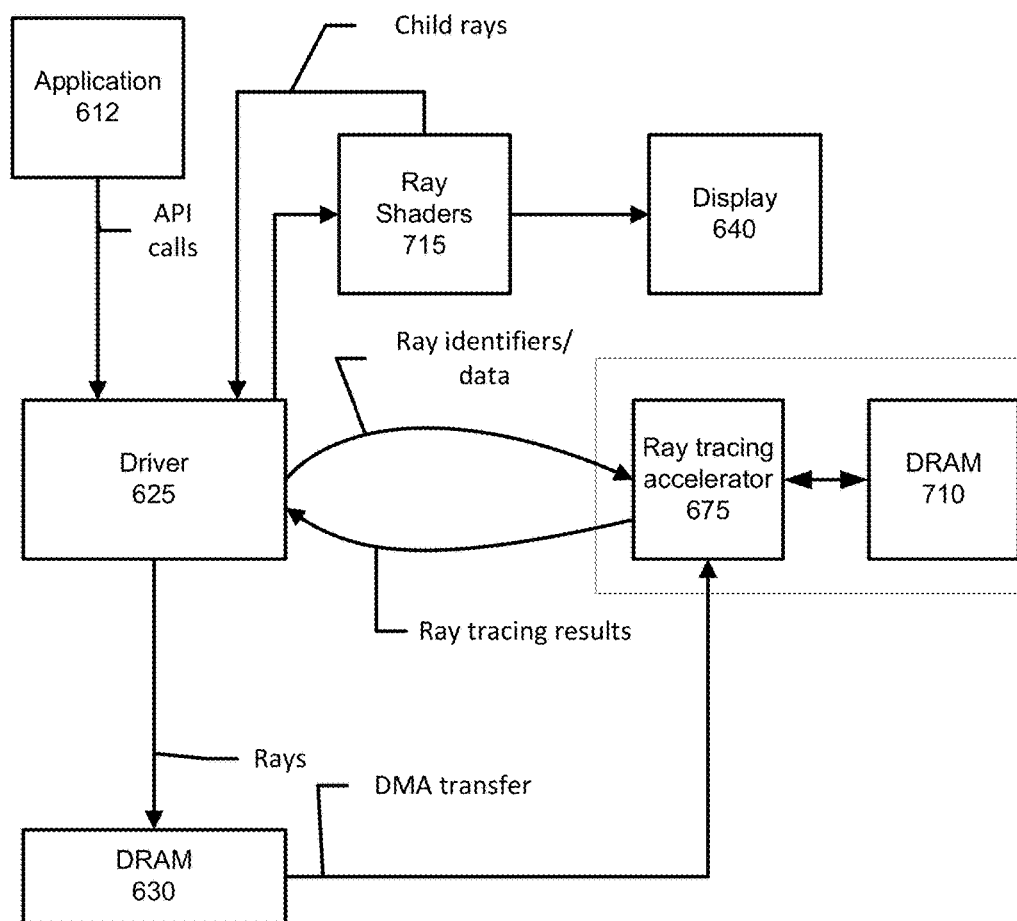 Child rays
Application
612
API
calls
Ray
Shaders
715
Display
640
Ray identifiers/
data
Driver
625
Ray tracing
accelerator
675
DRAM
710
Ray tracing results
Rays
DMA transfer
DRAM
630